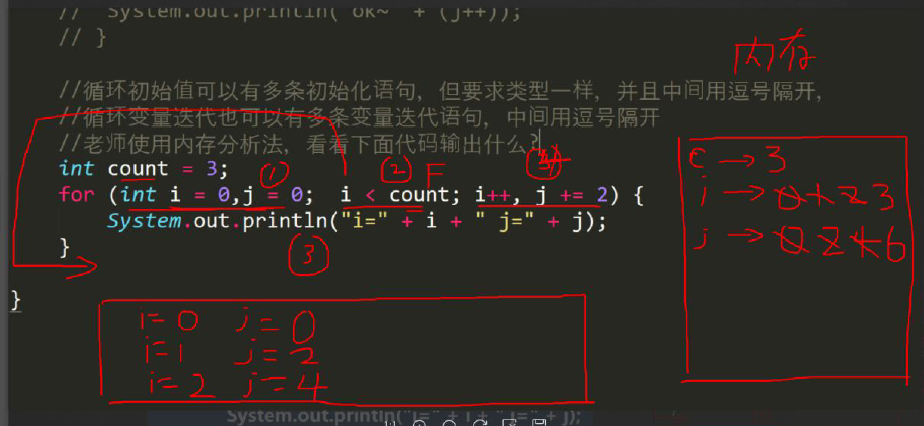 //  System.out.println("ok~" + (j++));
// }
内存
//循环初始值可以有多条初始化语句，但要求类型一样，并且中间用逗号隔开，
//循环变量迭代也可以有多条变量迭代语句，中间用逗号隔开
//老师使用内存分析法，看看下面代码输出什么?
int count = 3;
① ② F ④
for (int i = 0,j = 0; i < count; i++, j += 2) {
System.out.println("i=" + i + " j=" + j);
}
③
}
c → 3
i → 0 1 2 3
j → 0 2 4 6
i=0 j=0
i=1 j=2
i=2 j=4
System.out.println("i=" + i + " j=" + j);